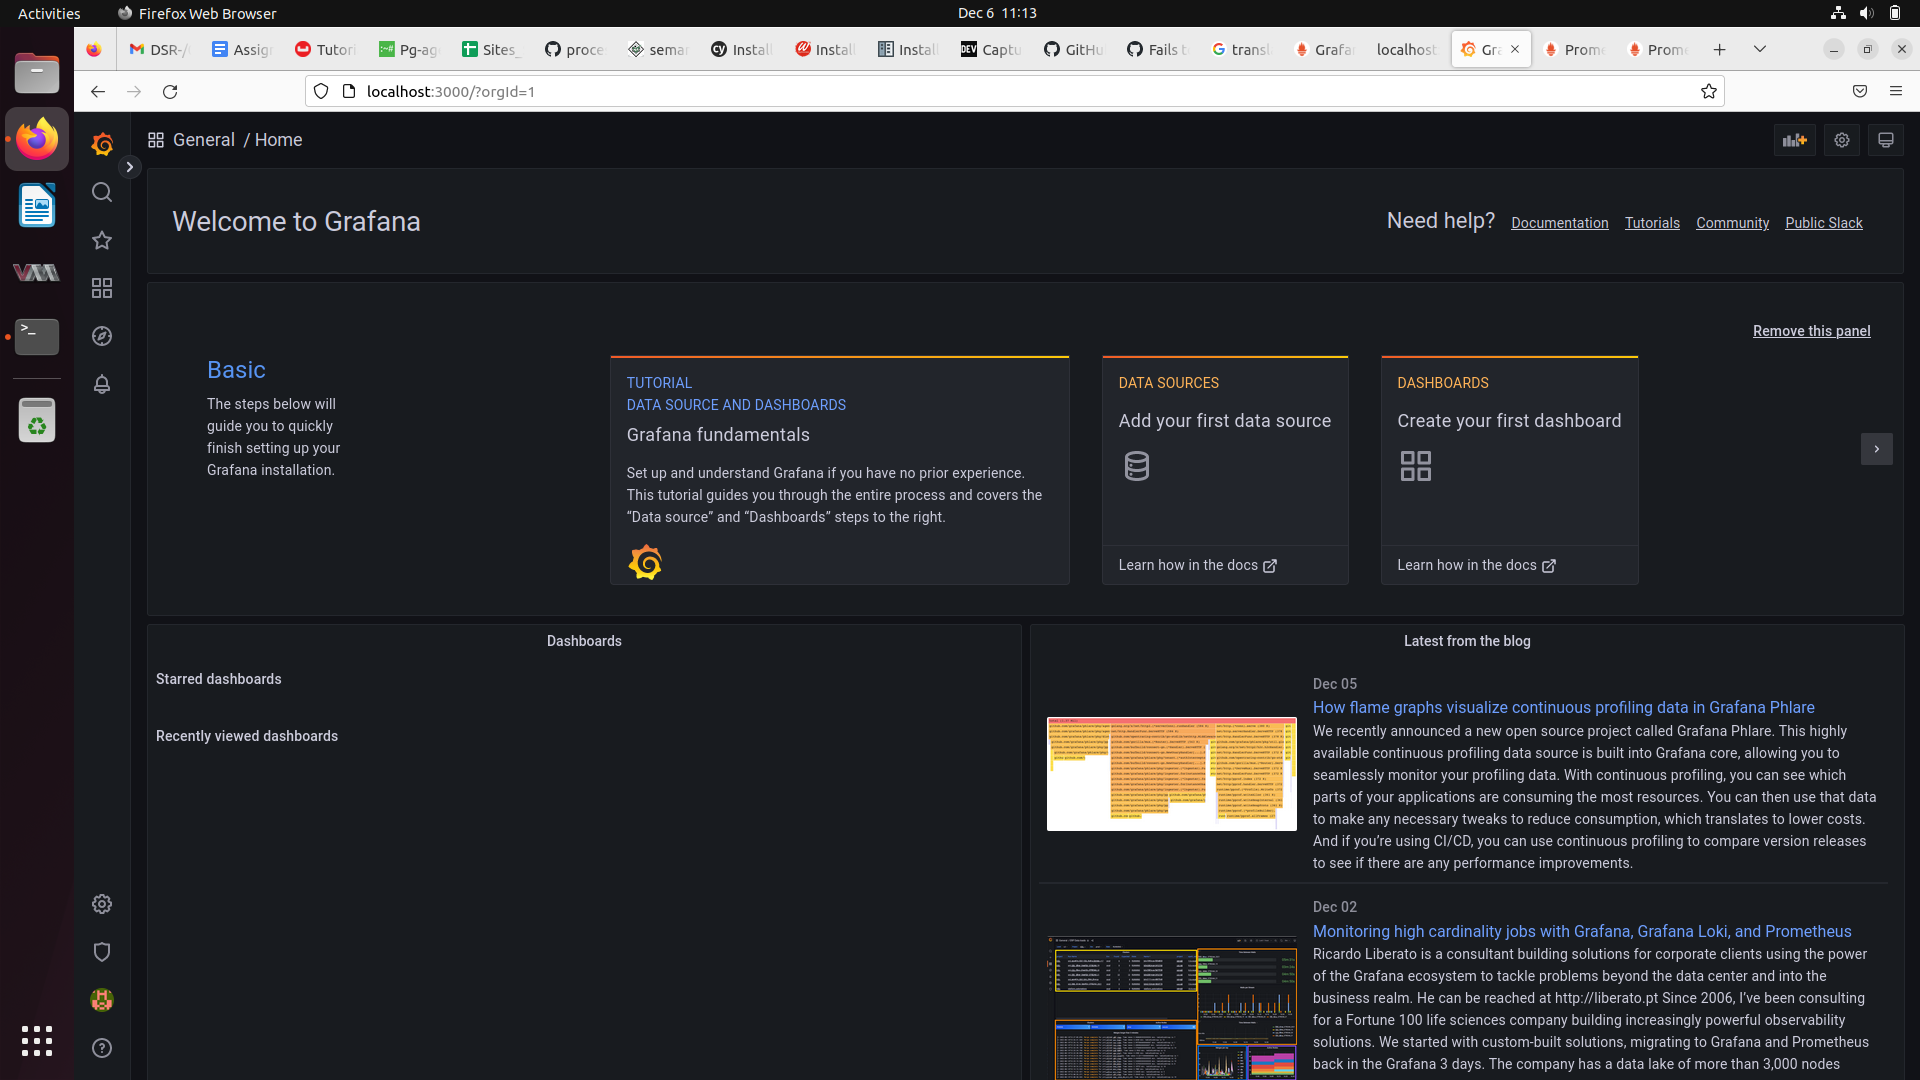 Activities
Firefox Web Browser
Dec 6 11:13
DSR-/
Assig
Tutori
Pg-ag
Sites_
proce
semar
Install
Install
Install
Captu
GitHu
Fails t
transl
Grafan
localhost
Gra
Prome
Prome
localhost:3000/?orgId=1
General / Home
Welcome to Grafana
Need help?
Documentation
Tutorials
Community
Public Slack
Remove this panel
Basic
The steps below will
guide you to quickly
finish setting up your
Grafana installation.
TUTORIAL
DATA SOURCE AND DASHBOARDS
Grafana fundamentals
Set up and understand Grafana if you have no prior experience.
This tutorial guides you through the entire process and covers the
“Data source” and “Dashboards” steps to the right.
DATA SOURCES
Add your first data source
Learn how in the docs
DASHBOARDS
Create your first dashboard
Learn how in the docs
Dashboards
Starred dashboards
Recently viewed dashboards
Latest from the blog
Dec 05
How flame graphs visualize continuous profiling data in Grafana Phlare
We recently announced a new open source project called Grafana Phlare. This highly
available continuous profiling data source is built into Grafana core, allowing you to
seamlessly monitor your profiling data. With continuous profiling, you can see which
parts of your applications are consuming the most resources. You can then use that data
to make any necessary tweaks to reduce consumption, which translates to lower costs.
And if you’re using CI/CD, you can use continuous profiling to compare version releases
to see if there are any performance improvements.
Dec 02
Monitoring high cardinality jobs with Grafana, Grafana Loki, and Prometheus
Ricardo Liberato is a consultant building solutions for corporate clients using the power
of the Grafana ecosystem to tackle problems beyond the data center and into the
business realm. He can be reached at http://liberato.pt Since 2006, I’ve been consulting
for a Fortune 100 life sciences company building increasingly powerful observability
solutions. We started with custom-built solutions, migrating to Grafana and Prometheus
back in the Grafana 3 days. The company has a data lake of more than 3,000 nodes